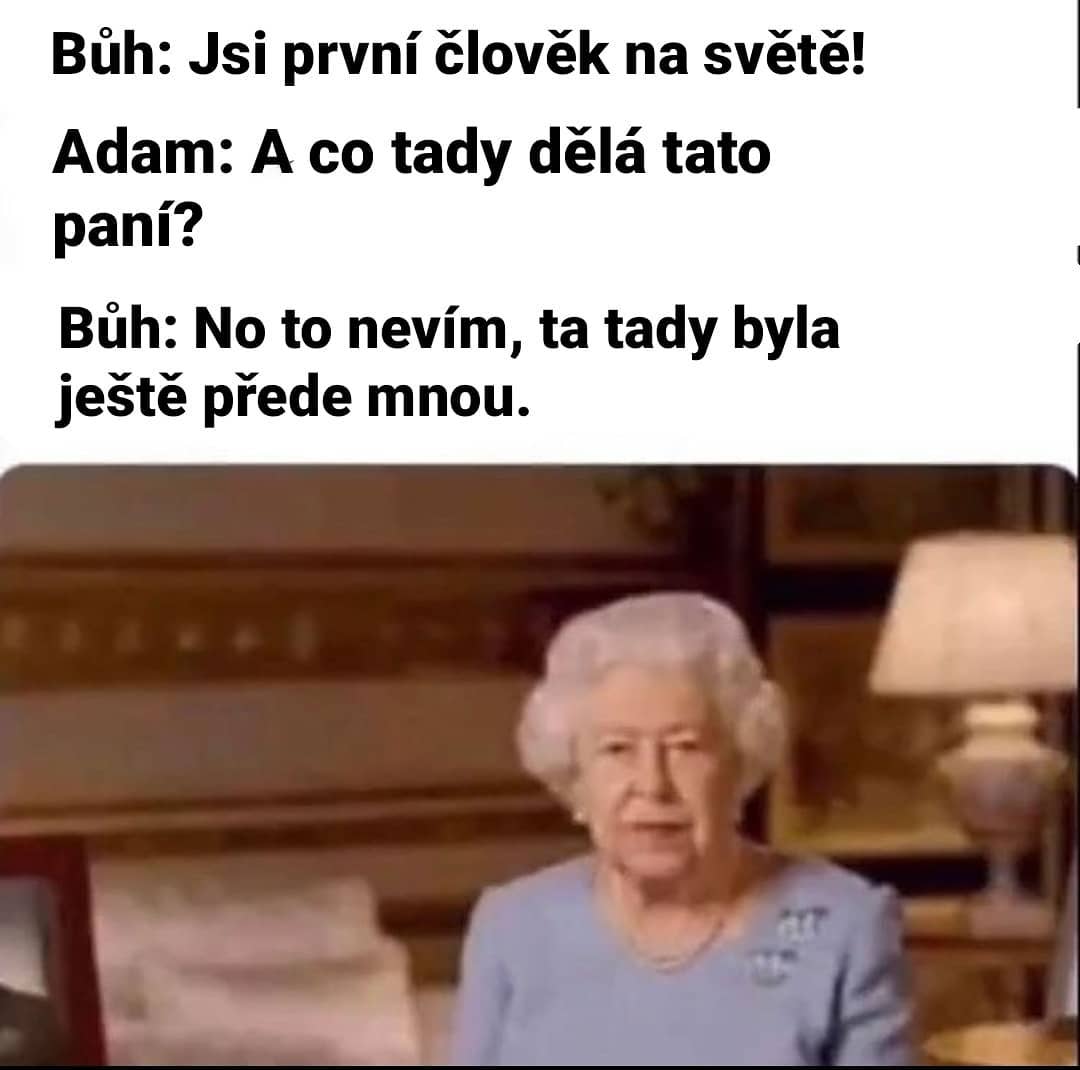 Bůh: Jsi první člověk na světě!
Adam: A co tady dělá tato
paní?
Bůh: No to nevím, ta tady byla
ještě přede mnou.